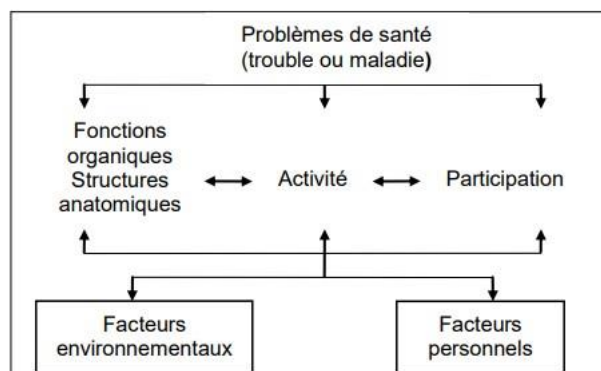 Problèmes de santé
(trouble ou maladie)
Fonctions
organiques
Structures
anatomiques
Activité
Participation
Facteurs
environnementaux
Facteurs
personnels